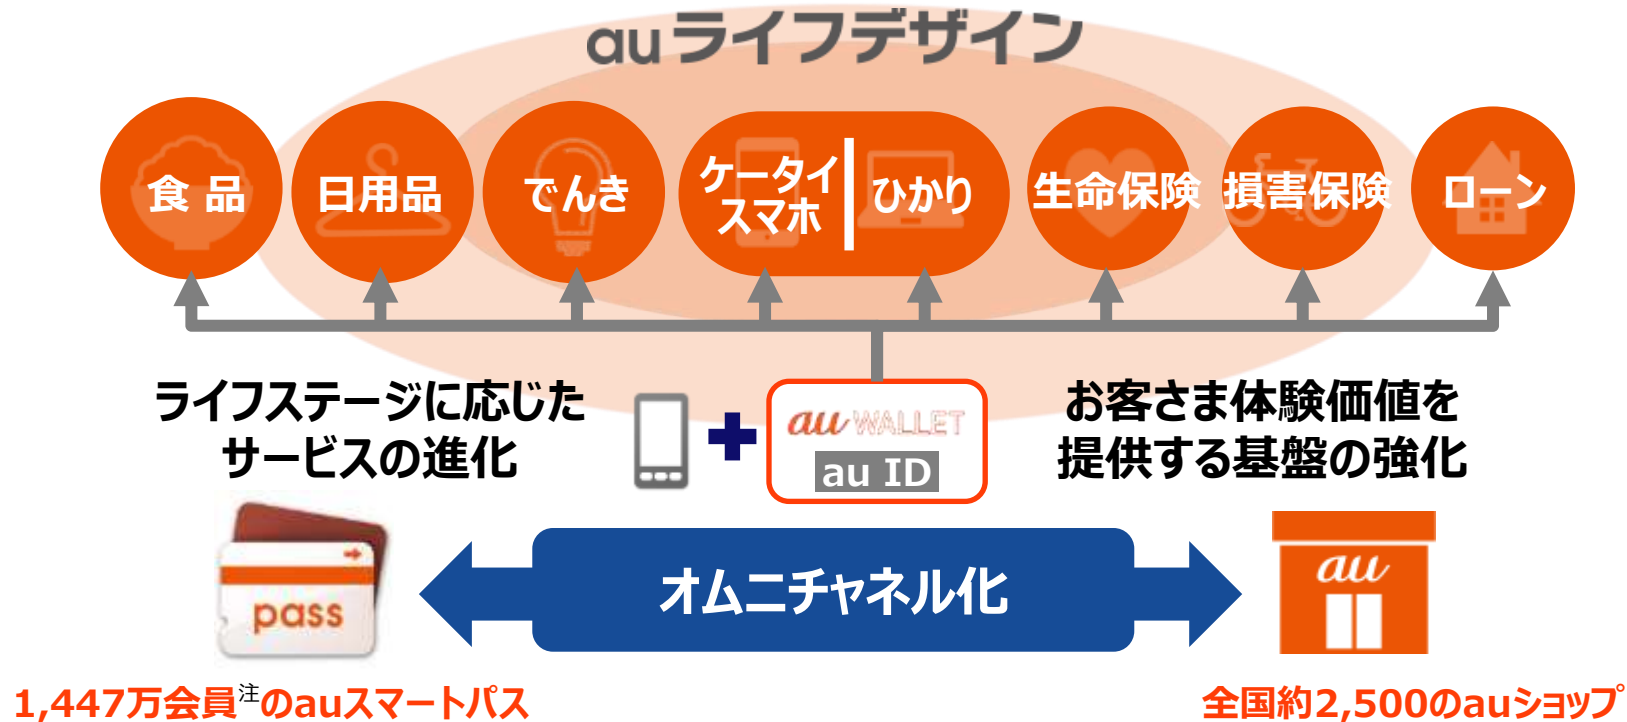 auライフデザイン
食 品
日用品
でんき
ケータイ
スマホ
ひかり
生命保険
損害保険
ローン
ライフステージに応じた
サービスの進化
au WALLET
au ID
お客さま体験価値を
提供する基盤の強化
pass
オムニチャネル化
au
1,447万会員注のauスマートパス
全国約2,500のauショップ